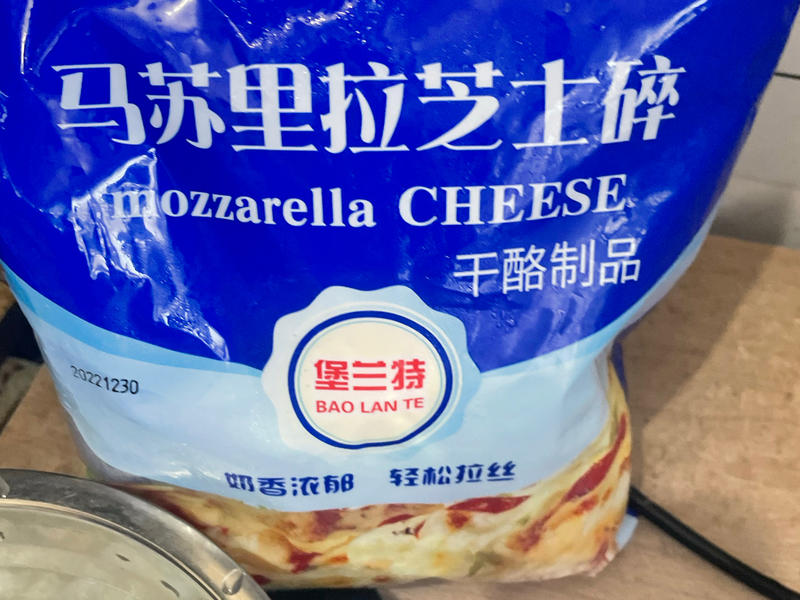 马苏里拉芝士碎
mozzarella CHEESE
干酪制品
堡兰特
BAO LAN TE
20221230
奶香浓郁 轻松拉丝